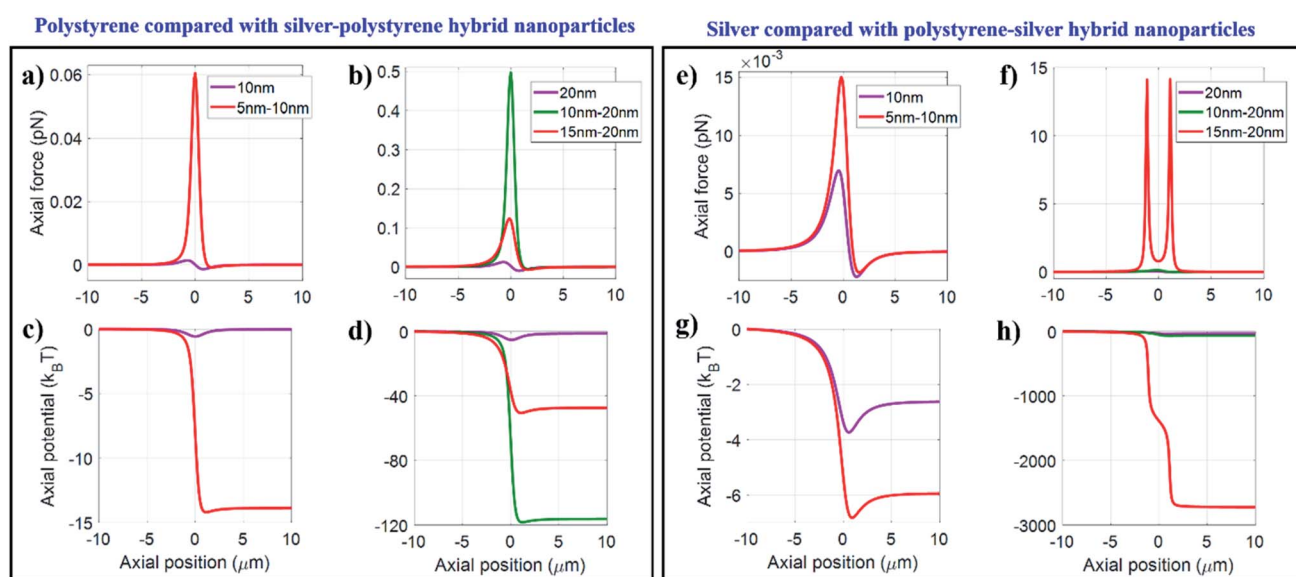 Polystyrene compared with silver-polystyrene hybrid nanoparticles
Silver compared with polystyrene-silver hybrid nanoparticles
a)
0.06
0.04
0.02
0
Axial force (pN)
10nm
5nm-10nm
-10 -5 0 5 10
b)
0.5
0.4
0.3
0.2
0.1
0
20nm
10nm-20nm
15nm-20nm
-10 -5 0 5 10
c)
0
-5
-10
-15
Axial potential (k_BT)
-10 -5 0 5 10
Axial position (μm)
d)
0
-40
-80
-120
-10 -5 0 5 10
Axial position (μm)
e)
×10⁻³
15
10
5
0
Axial force (pN)
10nm
5nm-10nm
-10 -5 0 5 10
f)
15
10
5
0
20nm
10nm-20nm
15nm-20nm
-10 -5 0 5 10
g)
0
-2
-4
-6
Axial potential (k_BT)
-10 -5 0 5 10
Axial position (μm)
h)
0
-1000
-2000
-3000
-10 -5 0 5 10
Axial position (μm)